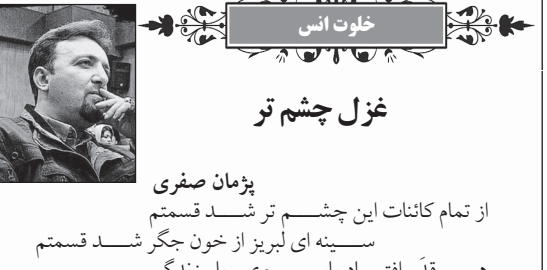 خلوت انس
غزل چشم تر
پژمان صفری
از تمام کائنات این چشم تر شد قسمتم
سینه ای لبریز از خون جگر شد قسمتم